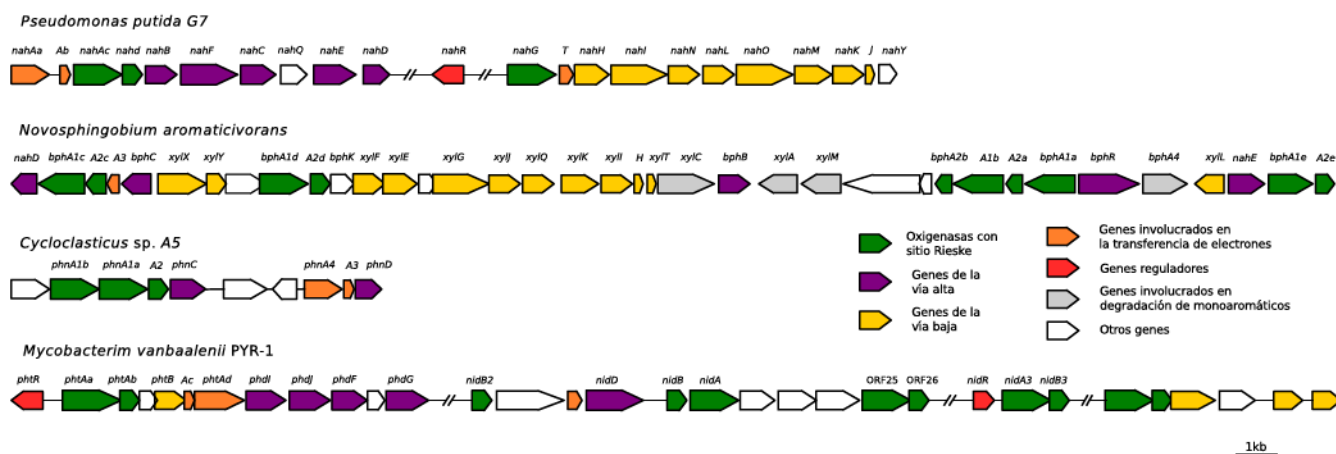 Pseudomonas putida G7
nahAa Ab nahAc nahd nahB nahF nahC nahQ nahE nahD nahR nahG T nahH nahI nahN nahL nahO nahM nahK J nahY
Novosphingobium aromaticivorans
nahD bphA1c A2c A3 bphC xylX xylY bphA1d A2d bphK xylF xylE xylG xylJ xylQ xylK xylI H xylT xylC bphB xylA xylM bphA2b A1b A2a bphA1a bphR bphA4 xylL nahE bphA1e A2e
Cycloclasticus sp. A5
phnA1b phnA1a A2 phnC phnA4 A3 phnD
Oxigenasas con
sitio Rieske
Genes de la
vía alta
Genes de la
vía baja
Genes involucrados en
la transferencia de electrones
Genes reguladores
Genes involucrados en
degradación de monoaromáticos
Otros genes
Mycobacterim vanbaalenii PYR-1
phtR phtAa phtAb phtB Ac phtAd phdI phdJ phdF phdG nidB2 nidD nidB nidA ORF25 ORF26 nidR nidA3 nidB3
1kb